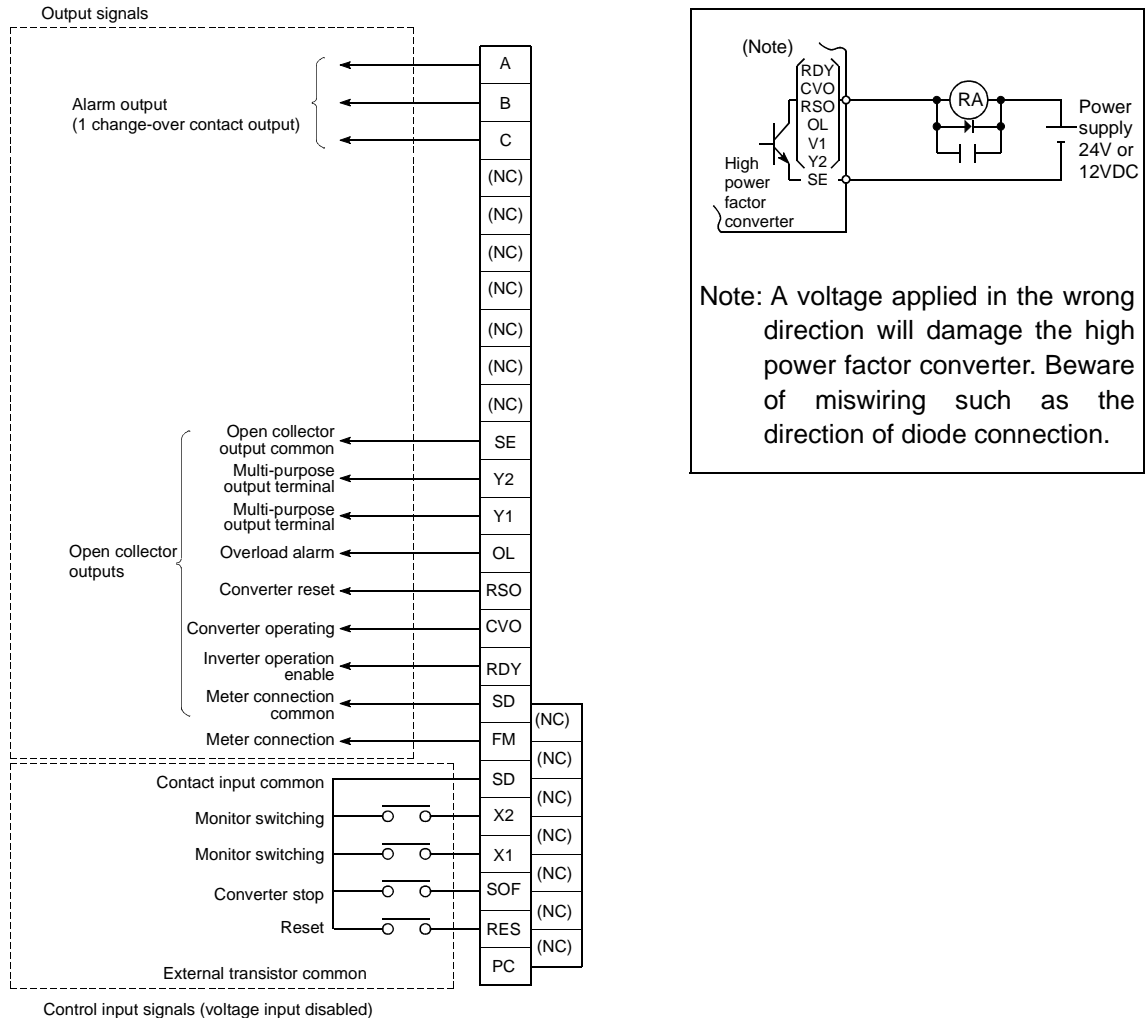 Output signals
Alarm output
(1 change-over contact output)
A
B
C
(NC)
(NC)
(NC)
(NC)
(NC)
(NC)
(NC)
Open collector outputs
Open collector
output common
SE
Multi-purpose
output terminal
Y2
Multi-purpose
output terminal
Y1
Overload alarm
OL
Converter reset
RSO
Converter operating
CVO
Inverter operation
enable
RDY
Meter connection
common
SD
Meter connection
FM
(NC)
(NC)
(NC)
(NC)
(NC)
(NC)
(NC)
Contact input common
SD
Monitor switching
X2
Monitor switching
X1
Converter stop
SOF
Reset
RES
External transistor common
PC
Control input signals (voltage input disabled)
(Note)
RDY
CVO
RSO
OL
V1
Y2
SE
High
power
factor
converter
RA
Power
supply
24V or
12VDC
Note: A voltage applied in the wrong
direction will damage the high
power factor converter. Beware
of miswiring such as the
direction of diode connection.